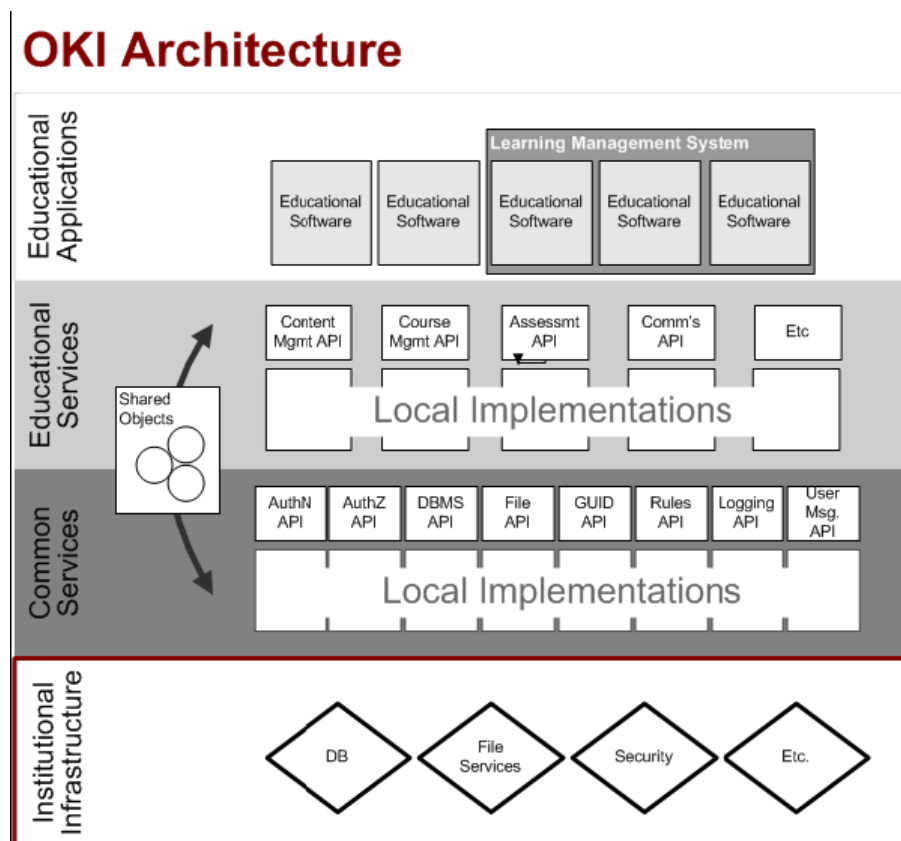 OKI Architecture
Educational
Applications
Learning Management System
Educational
Software
Educational
Software
Educational
Software
Educational
Software
Educational
Software
Educational
Services
Content
Mgmt API
Course
Mgmt API
Assessmt
API
Comm's
API
Etc
Shared
Objects
Local Implementations
Common
Services
AuthN
API
AuthZ
API
DBMS
API
File
API
GUID
API
Rules
API
Logging
API
User
Msg.
API
Local Implementations
Institutional
Infrastructure
DB
File
Services
Security
Etc.